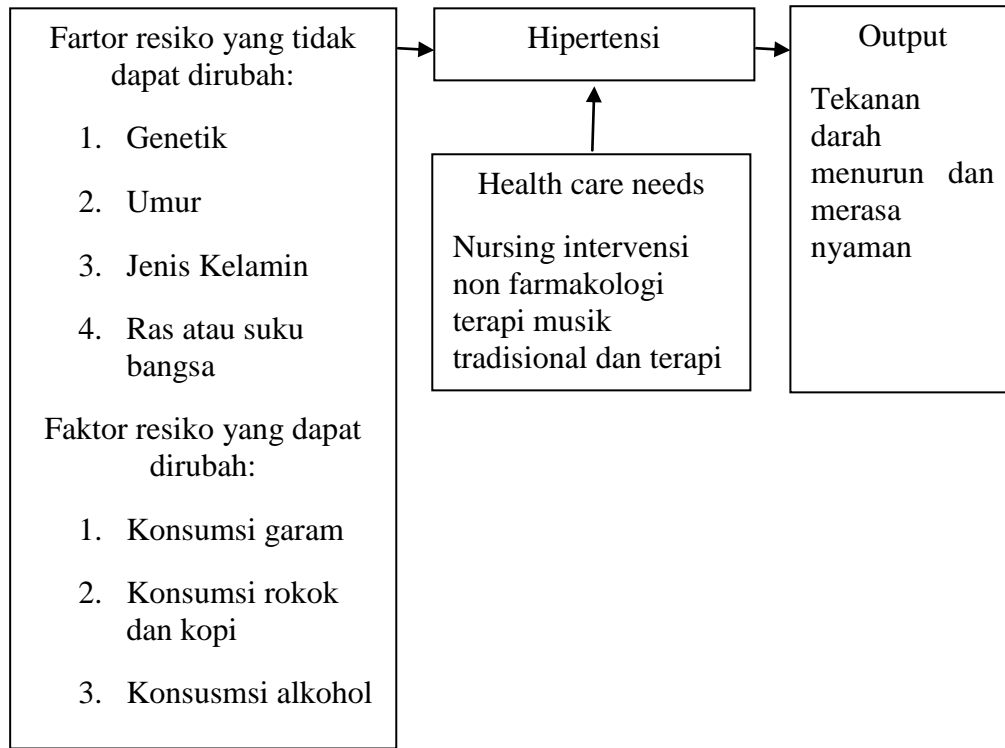 Fartor resiko yang tidak
dapat dirubah:
1. Genetik
2. Umur
3. Jenis Kelamin
4. Ras atau suku
bangsa
Faktor resiko yang dapat
dirubah:
1. Konsumsi garam
2. Konsumsi rokok
dan kopi
3. Konsusmsi alkohol
Hipertensi
Health care needs
Nursing intervensi
non farmakologi
terapi musik
tradisional dan terapi
Output
Tekanan
darah
menurun dan
merasa
nyaman